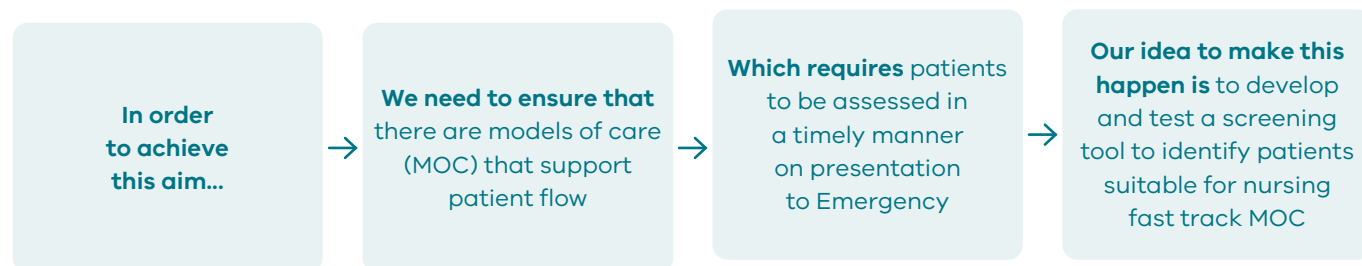 In order
to achieve
this aim...
We need to ensure that
there are models of care
(MOC) that support
patient flow
Which requires patients
to be assessed in
a timely manner
on presentation
to Emergency
Our idea to make this
happen is to develop
and test a screening
tool to identify patients
suitable for nursing
fast track MOC